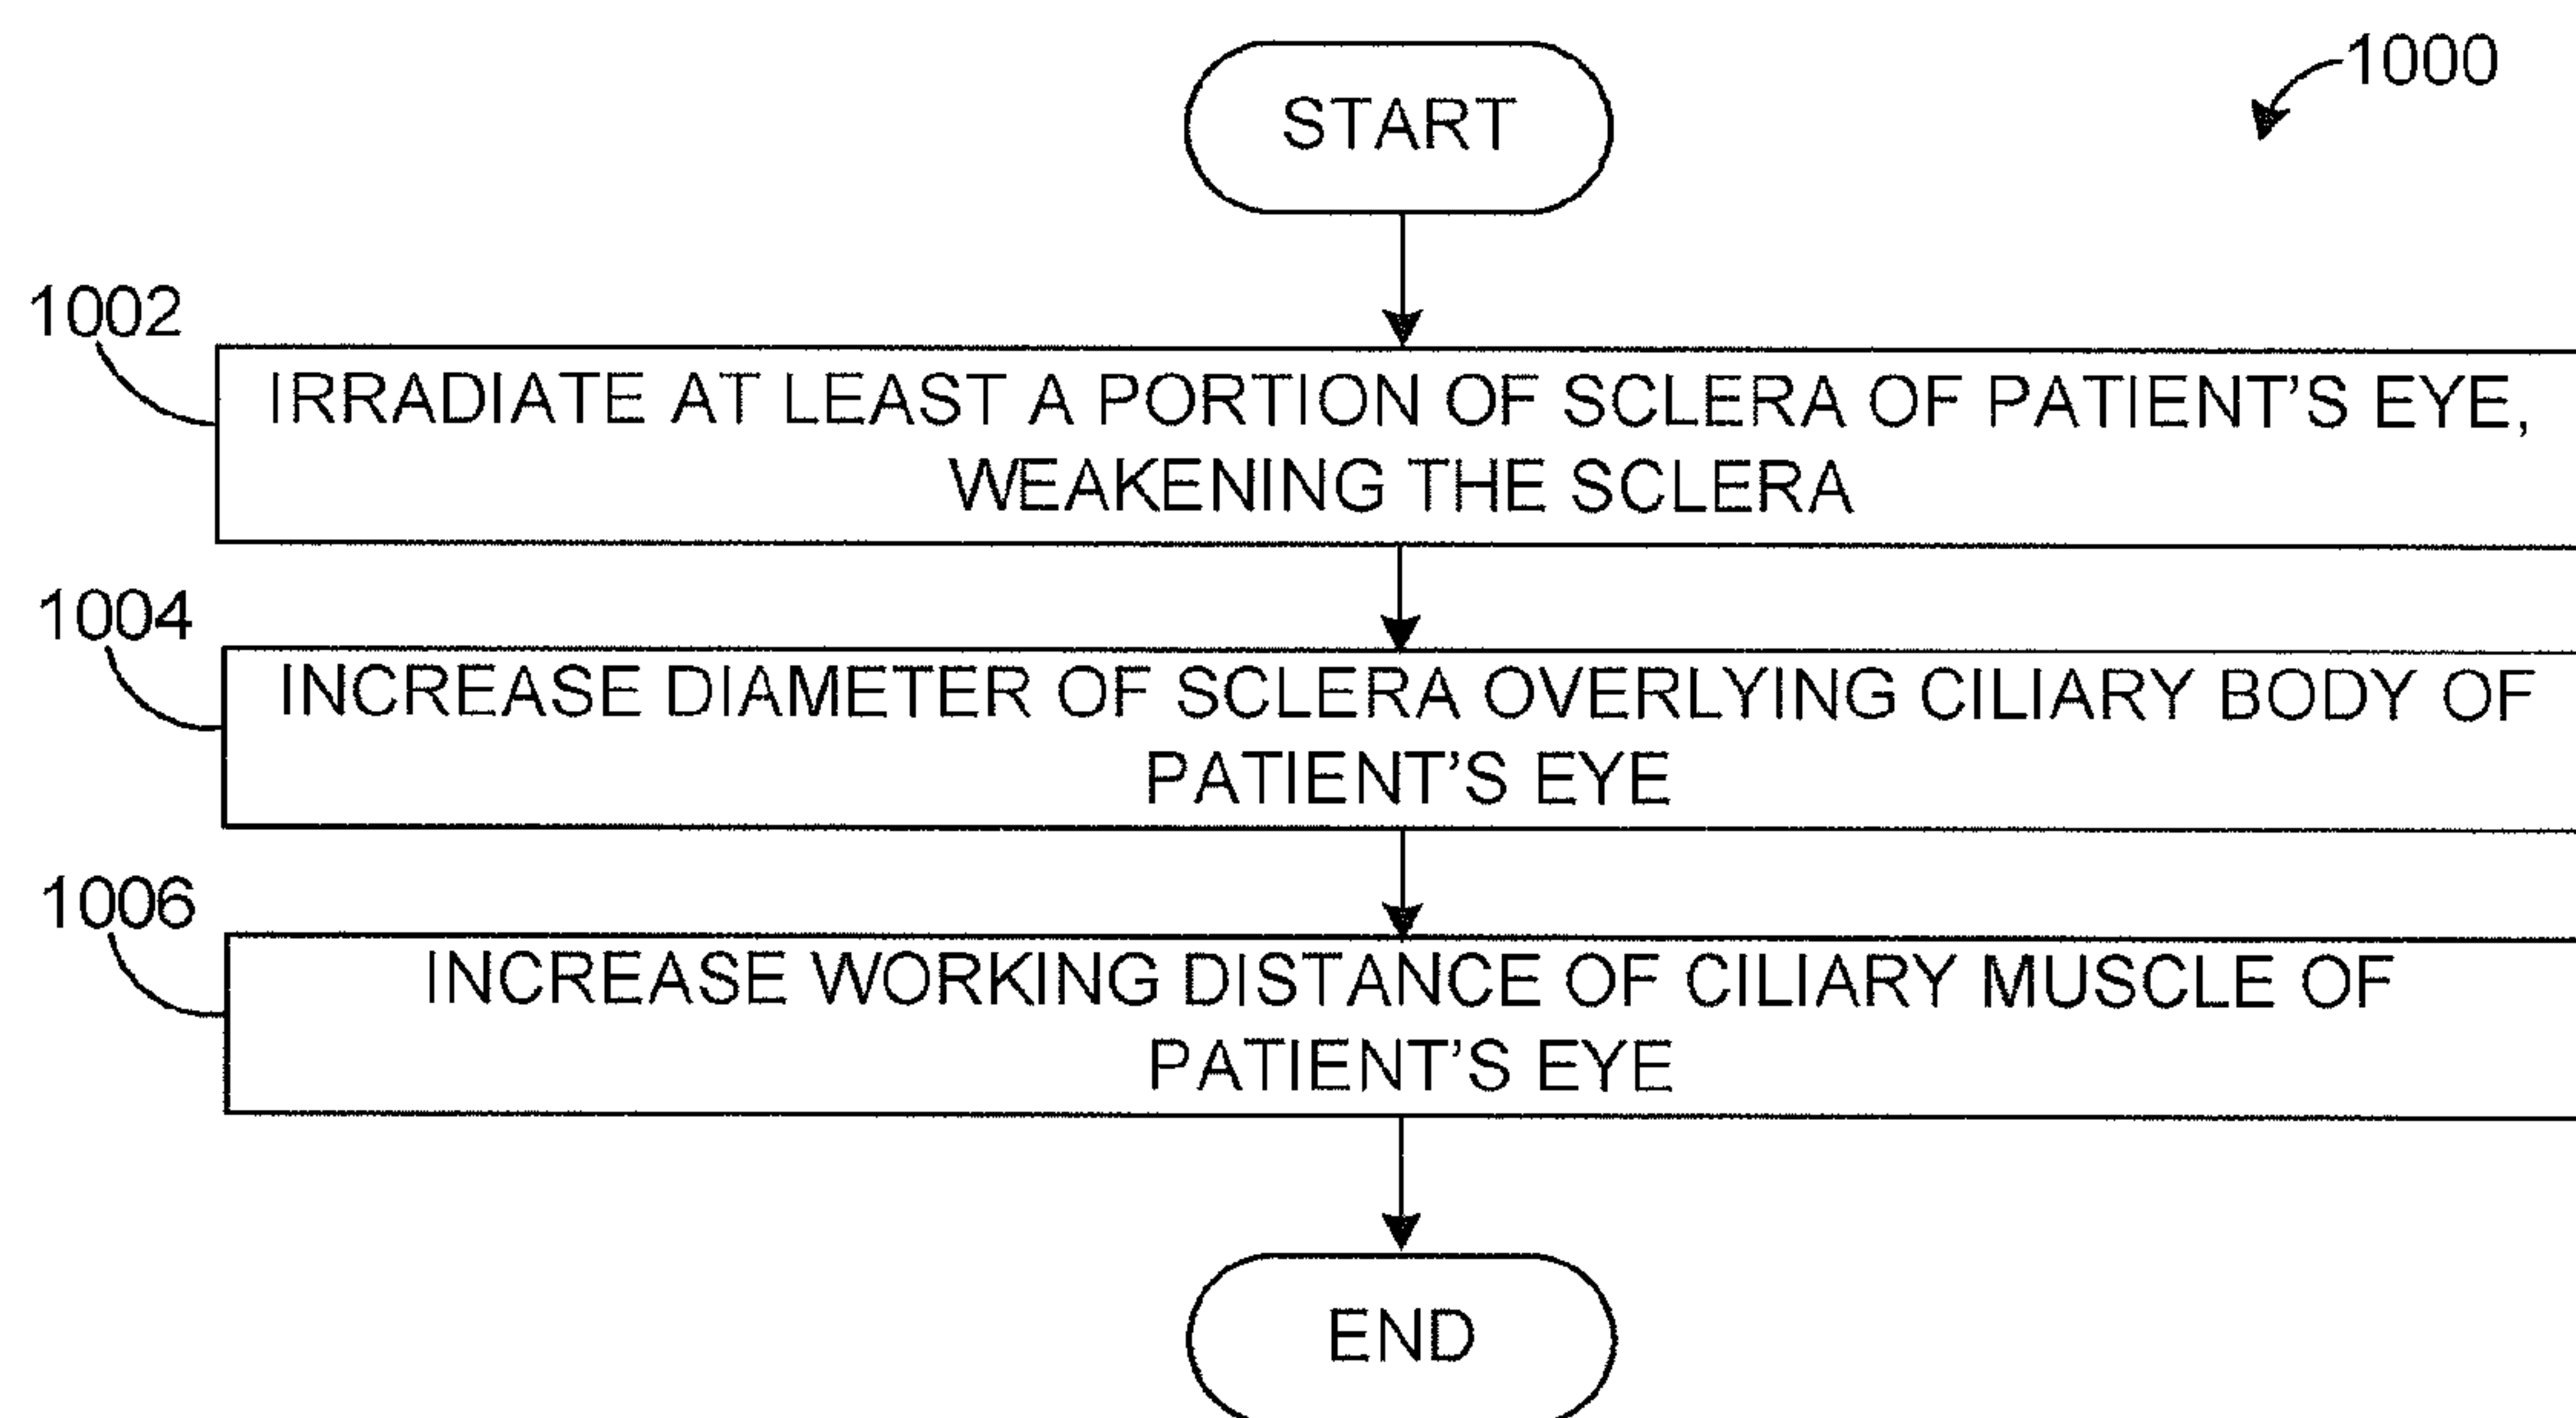 1000
START
1002
IRRADIATE AT LEAST A PORTION OF SCLERA OF PATIENT'S EYE,
WEAKENING THE SCLERA
1004
INCREASE DIAMETER OF SCLERA OVERLYING CILIARY BODY OF
PATIENT'S EYE
1006
INCREASE WORKING DISTANCE OF CILIARY MUSCLE OF
PATIENT'S EYE
END